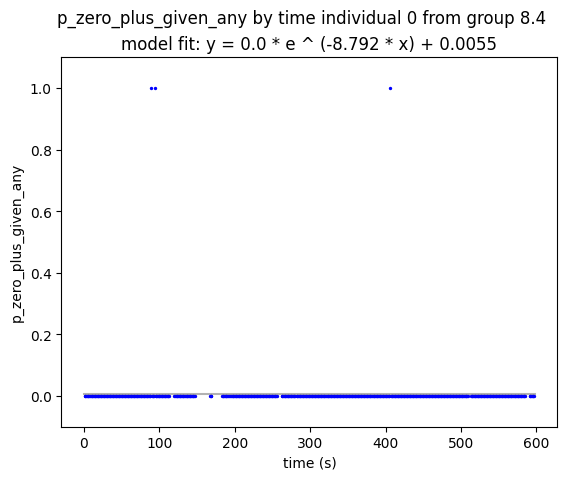 p_zero_plus_given_any by time individual 0 from group 8.4
model fit: y = 0.0 * e ^ (-8.792 * x) + 0.0055
1.0
0.8
p_zero_plus_given_any
0.6
0.4
0.2
0.0
0 100 200 300 400 500 600
time (s)